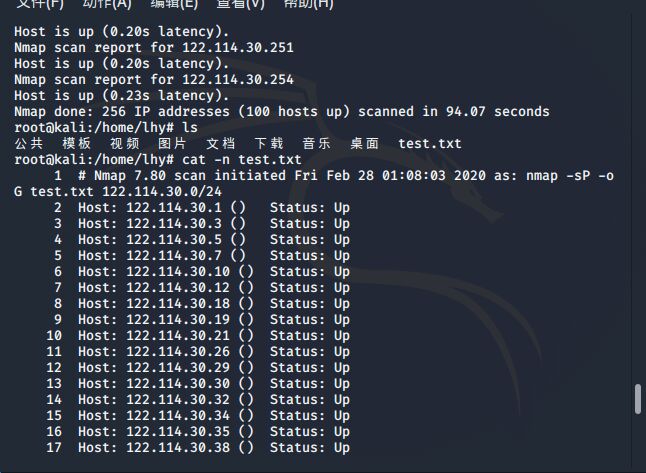 文件(F) 动作(A) 编辑(E) 查看(V) 帮助(H)
Host is up (0.20s latency).
Nmap scan report for 122.114.30.251
Host is up (0.20s latency).
Nmap scan report for 122.114.30.254
Host is up (0.23s latency).
Nmap done: 256 IP addresses (100 hosts up) scanned in 94.07 seconds
root@kali:/home/lhy# ls
公共 模板 视频 图片 文档 下载 音乐 桌面 test.txt
root@kali:/home/lhy# cat -n test.txt
1 # Nmap 7.80 scan initiated Fri Feb 28 01:08:03 2020 as: nmap -sP -o
G test.txt 122.114.30.0/24
2 Host: 122.114.30.1 () Status: Up
3 Host: 122.114.30.3 () Status: Up
4 Host: 122.114.30.5 () Status: Up
5 Host: 122.114.30.7 () Status: Up
6 Host: 122.114.30.10 () Status: Up
7 Host: 122.114.30.12 () Status: Up
8 Host: 122.114.30.18 () Status: Up
9 Host: 122.114.30.19 () Status: Up
10 Host: 122.114.30.21 () Status: Up
11 Host: 122.114.30.26 () Status: Up
12 Host: 122.114.30.29 () Status: Up
13 Host: 122.114.30.30 () Status: Up
14 Host: 122.114.30.32 () Status: Up
15 Host: 122.114.30.34 () Status: Up
16 Host: 122.114.30.35 () Status: Up
17 Host: 122.114.30.38 () Status: Up